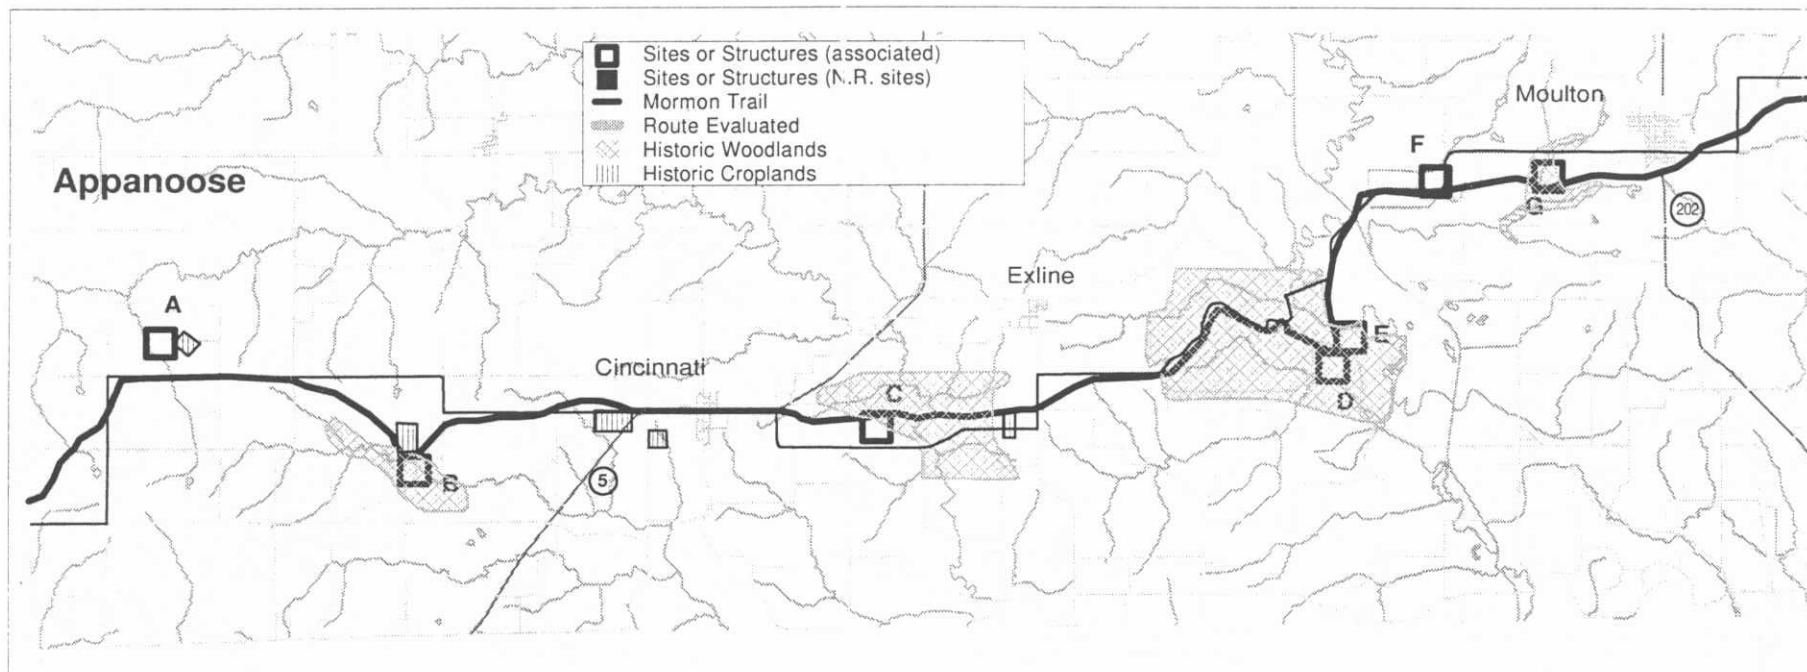 Sites or Structures (associated)
Sites or Structures (N.R. sites)
Mormon Trail
Route Evaluated
Historic Woodlands
Historic Croplands
Appanoose
Moulton
F
G
202
Exline
A
E
Cincinnati
C
D
B
5